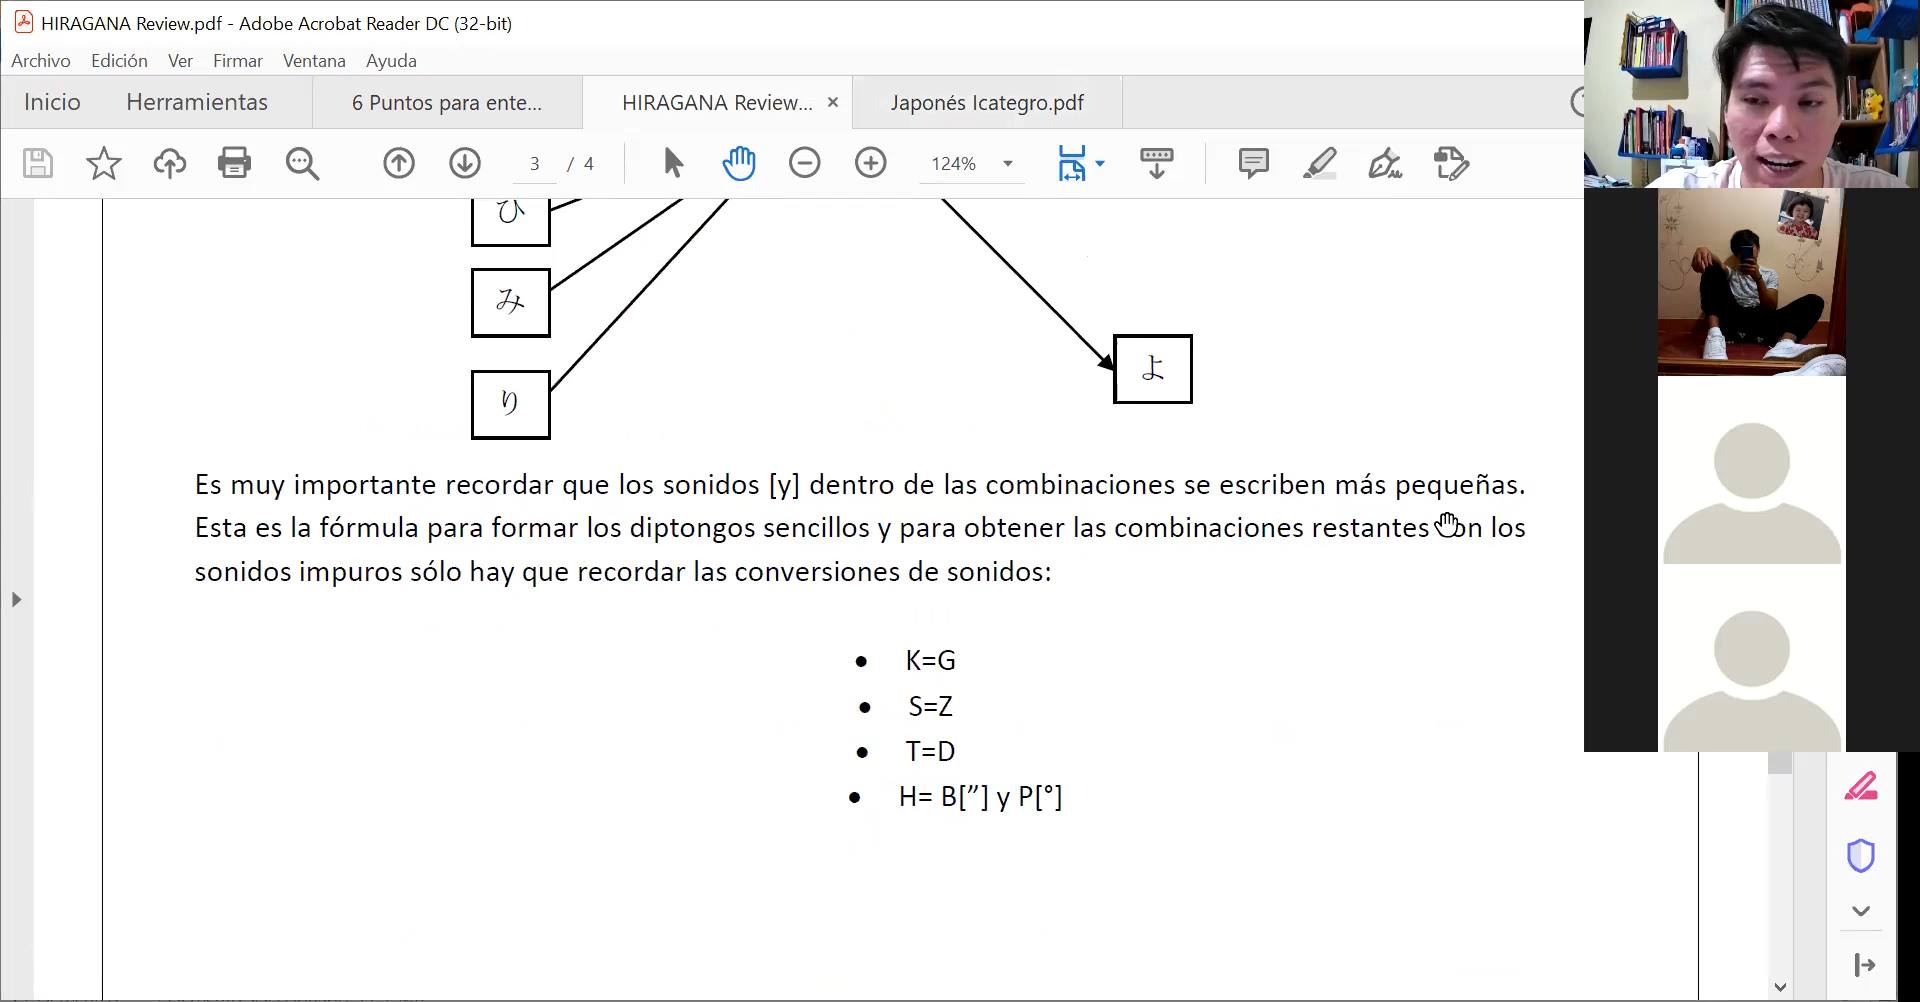 HIRAGANA Review.pdf - Adobe Acrobat Reader DC (32-bit)
Archivo Edición Ver Firmar Ventana Ayuda
Inicio Herramientas 6 Puntos para ente... HIRAGANA Review... × Japonés Icategro.pdf
3 / 4 124%
ひ
み
よ
り
Es muy importante recordar que los sonidos [y] dentro de las combinaciones se escriben más pequeñas.
Esta es la fórmula para formar los diptongos sencillos y para obtener las combinaciones restantes con los
sonidos impuros sólo hay que recordar las conversiones de sonidos:
• K=G
• S=Z
• T=D
• H= B[”] y P[°]